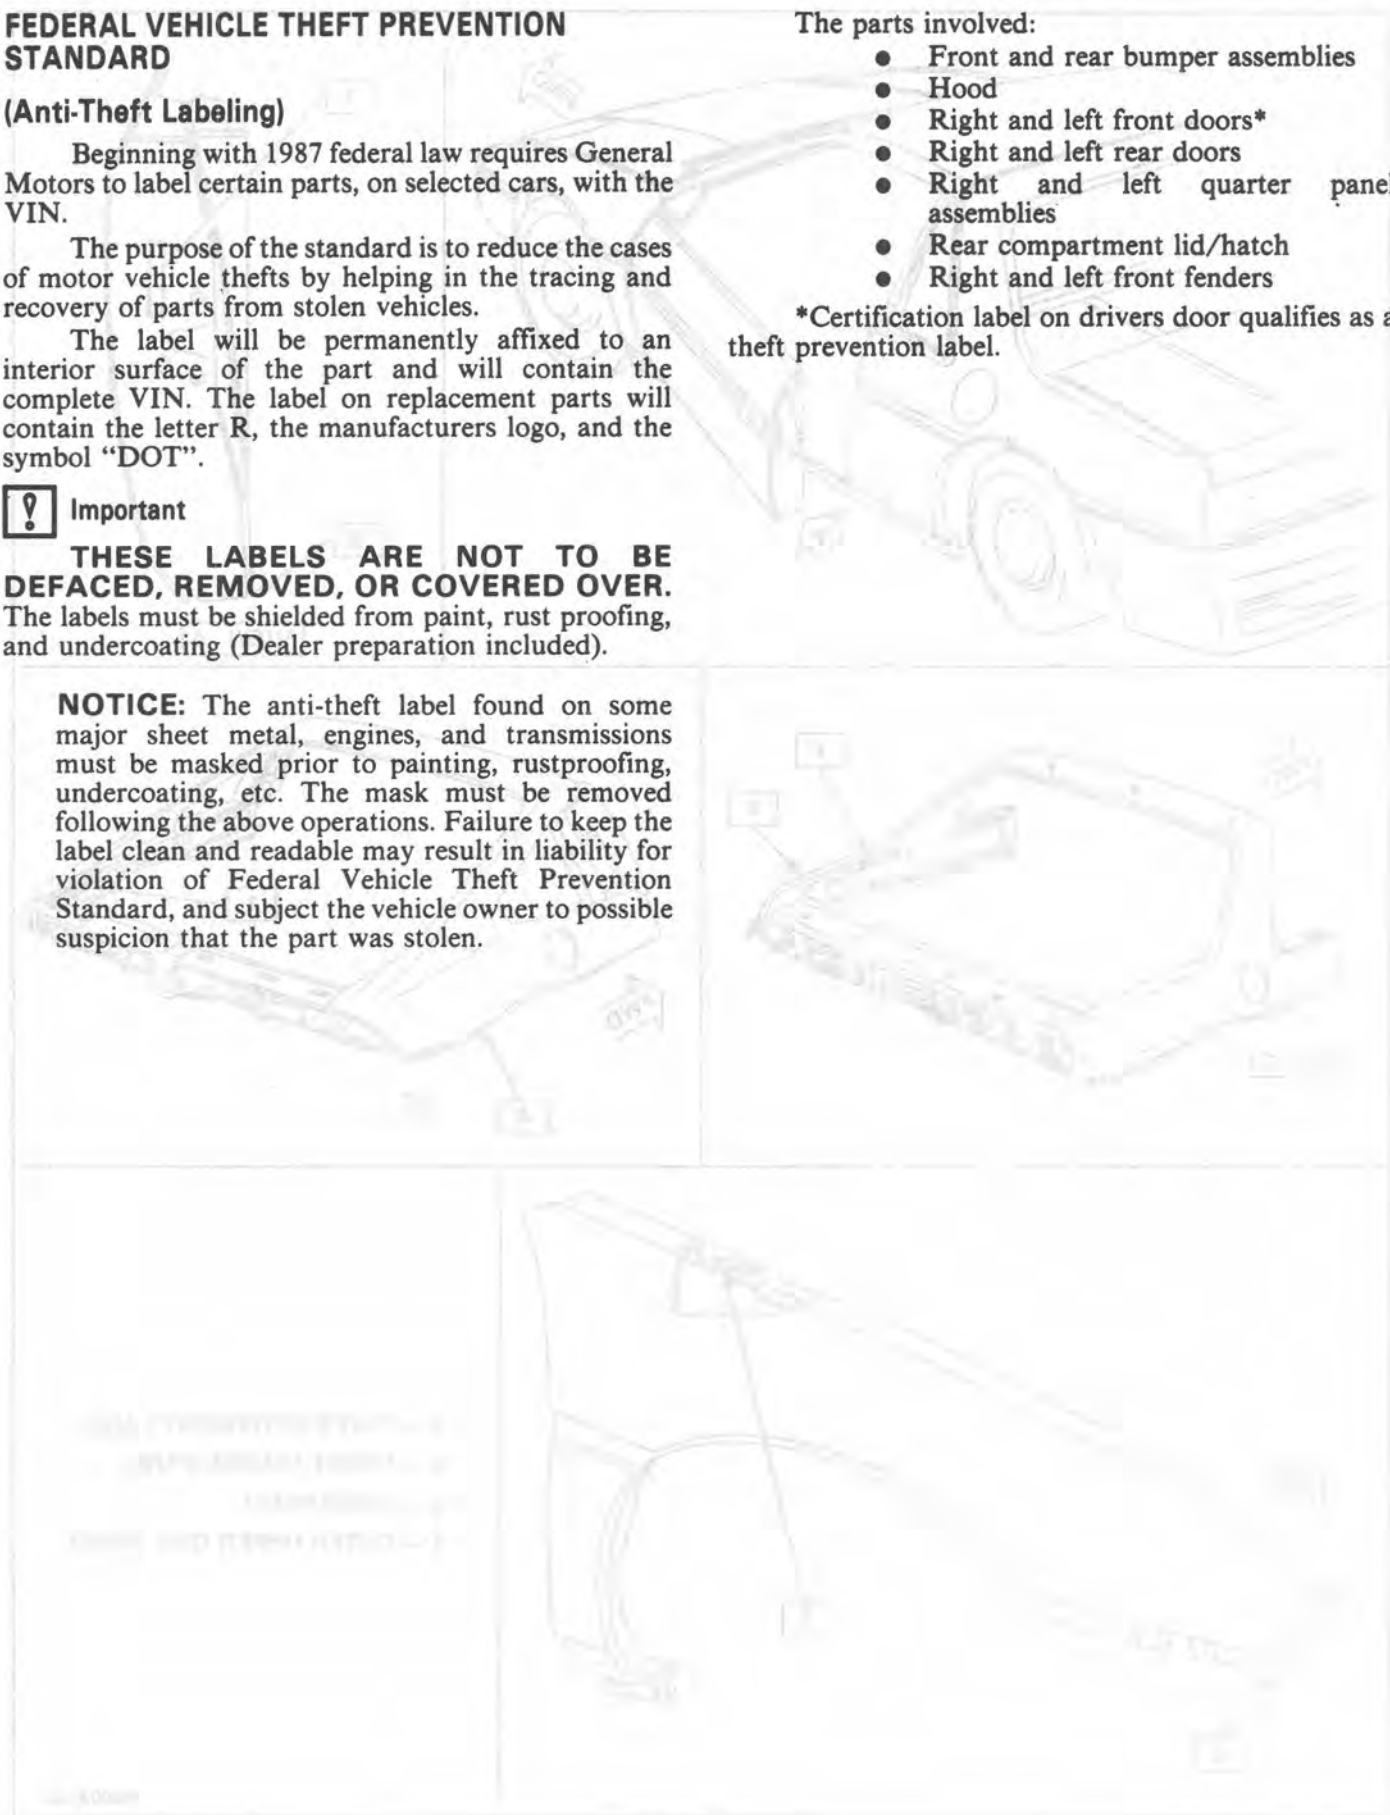 FEDERAL VEHICLE THEFT PREVENTION
STANDARD
(Anti-Theft Labeling)
Beginning with 1987 federal law requires General
Motors to label certain parts, on selected cars, with the
VIN.
The purpose of the standard is to reduce the cases
of motor vehicle thefts by helping in the tracing and
recovery of parts from stolen vehicles.
The label will be permanently affixed to an
interior surface of the part and will contain the
complete VIN. The label on replacement parts will
contain the letter R, the manufacturers logo, and the
symbol “DOT”.
Important
THESE LABELS ARE NOT TO BE
DEFACED, REMOVED, OR COVERED OVER.
The labels must be shielded from paint, rust proofing,
and undercoating (Dealer preparation included).
NOTICE: The anti-theft label found on some
major sheet metal, engines, and transmissions
must be masked prior to painting, rustproofing,
undercoating, etc. The mask must be removed
following the above operations. Failure to keep the
label clean and readable may result in liability for
violation of Federal Vehicle Theft Prevention
Standard, and subject the vehicle owner to possible
suspicion that the part was stolen.
The parts involved:
● Front and rear bumper assemblies
● Hood
● Right and left front doors*
● Right and left rear doors
● Right and left quarter panel
assemblies
● Rear compartment lid/hatch
● Right and left front fenders
*Certification label on drivers door qualifies as a
theft prevention label.